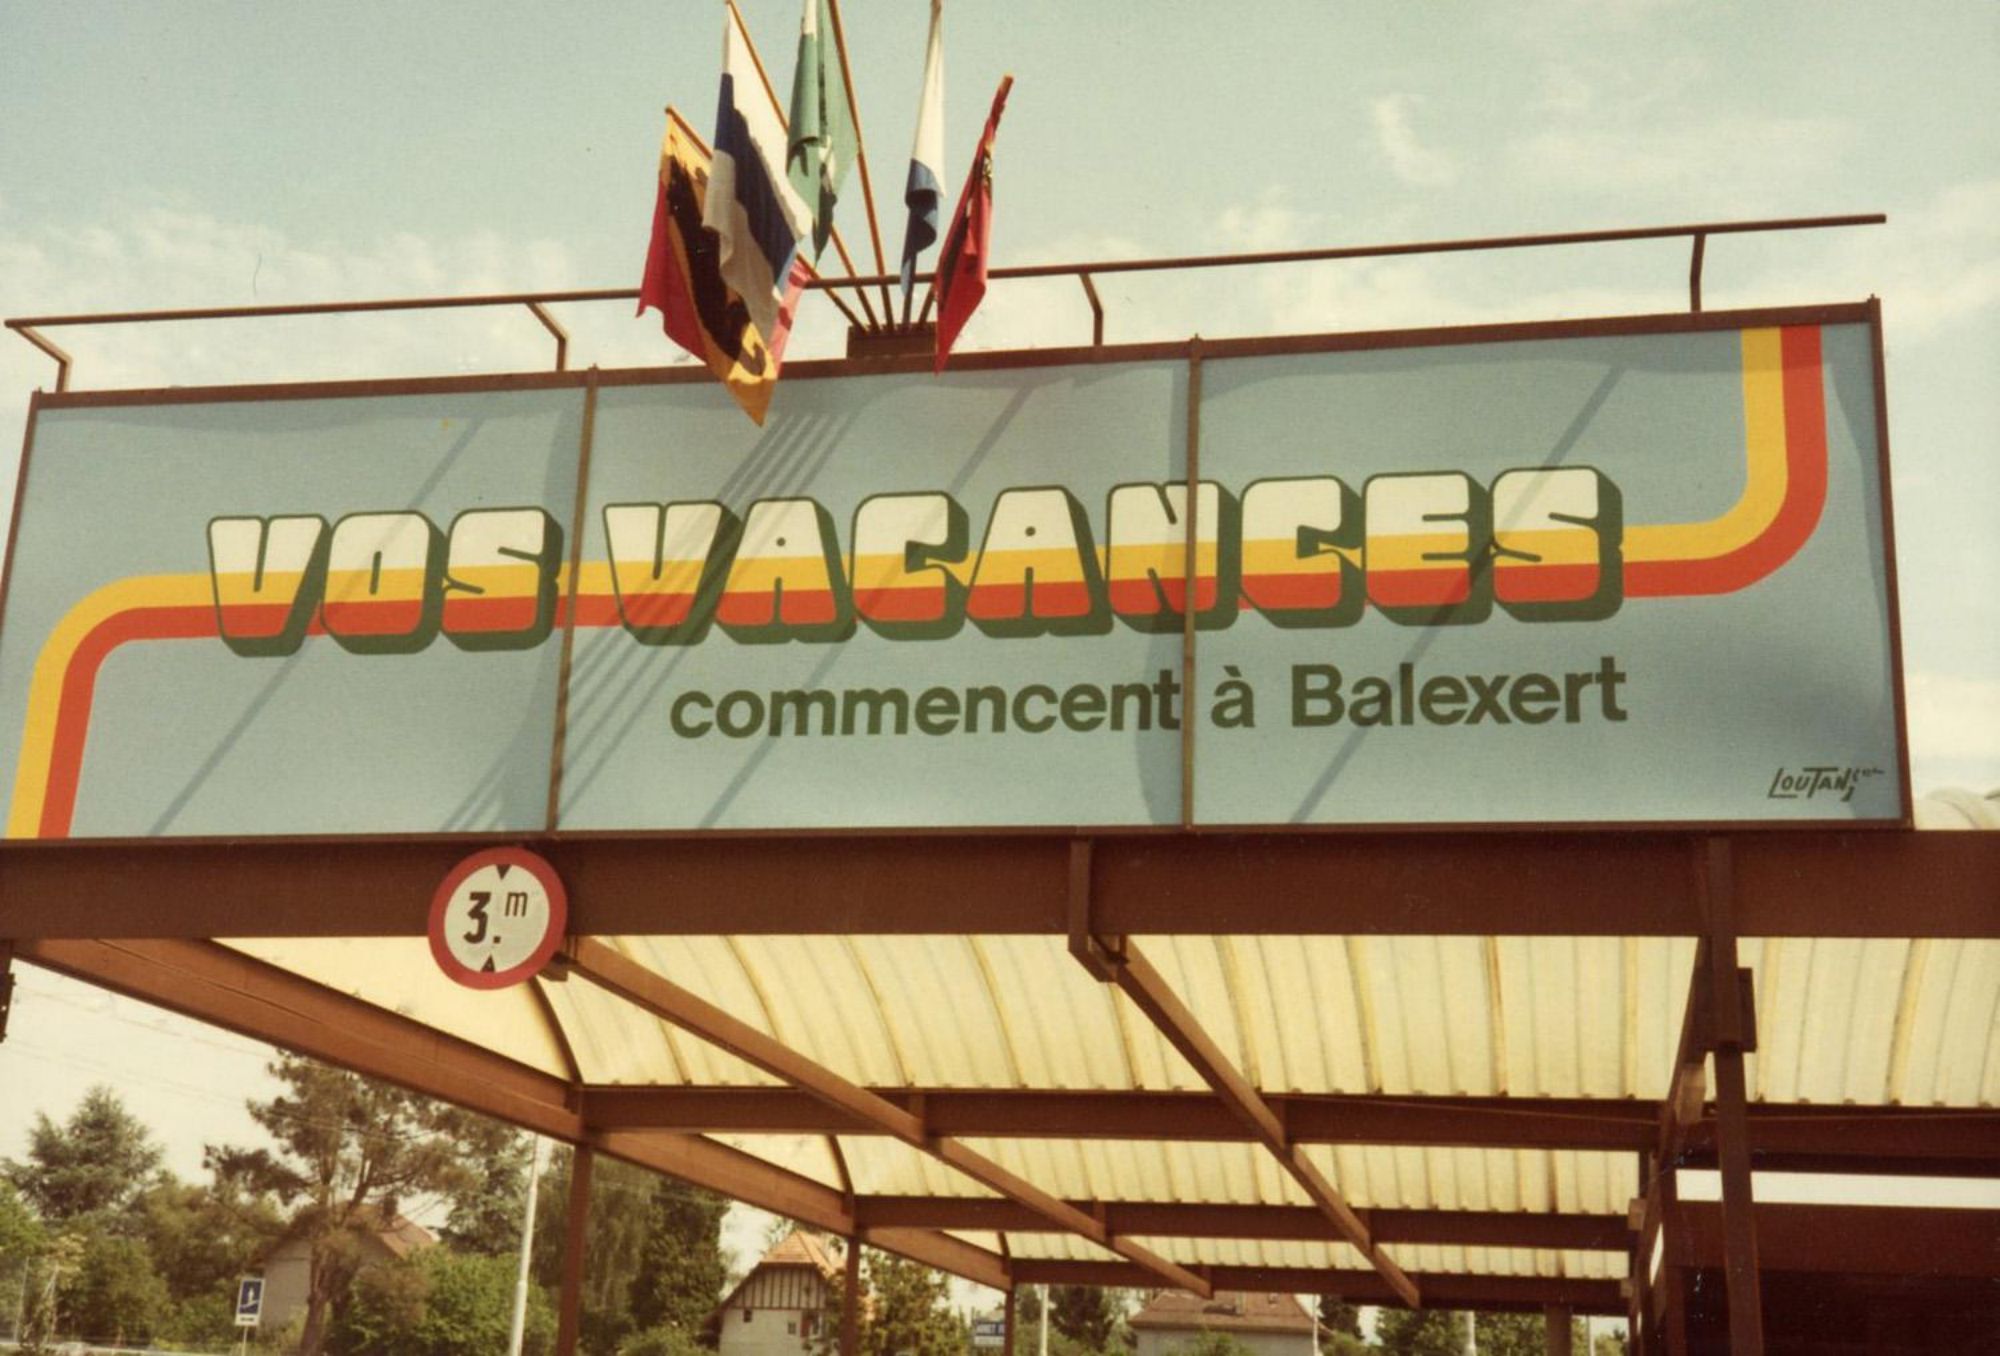 VOS VACANCES
commencent à Balexert
LOUTAN
3.m